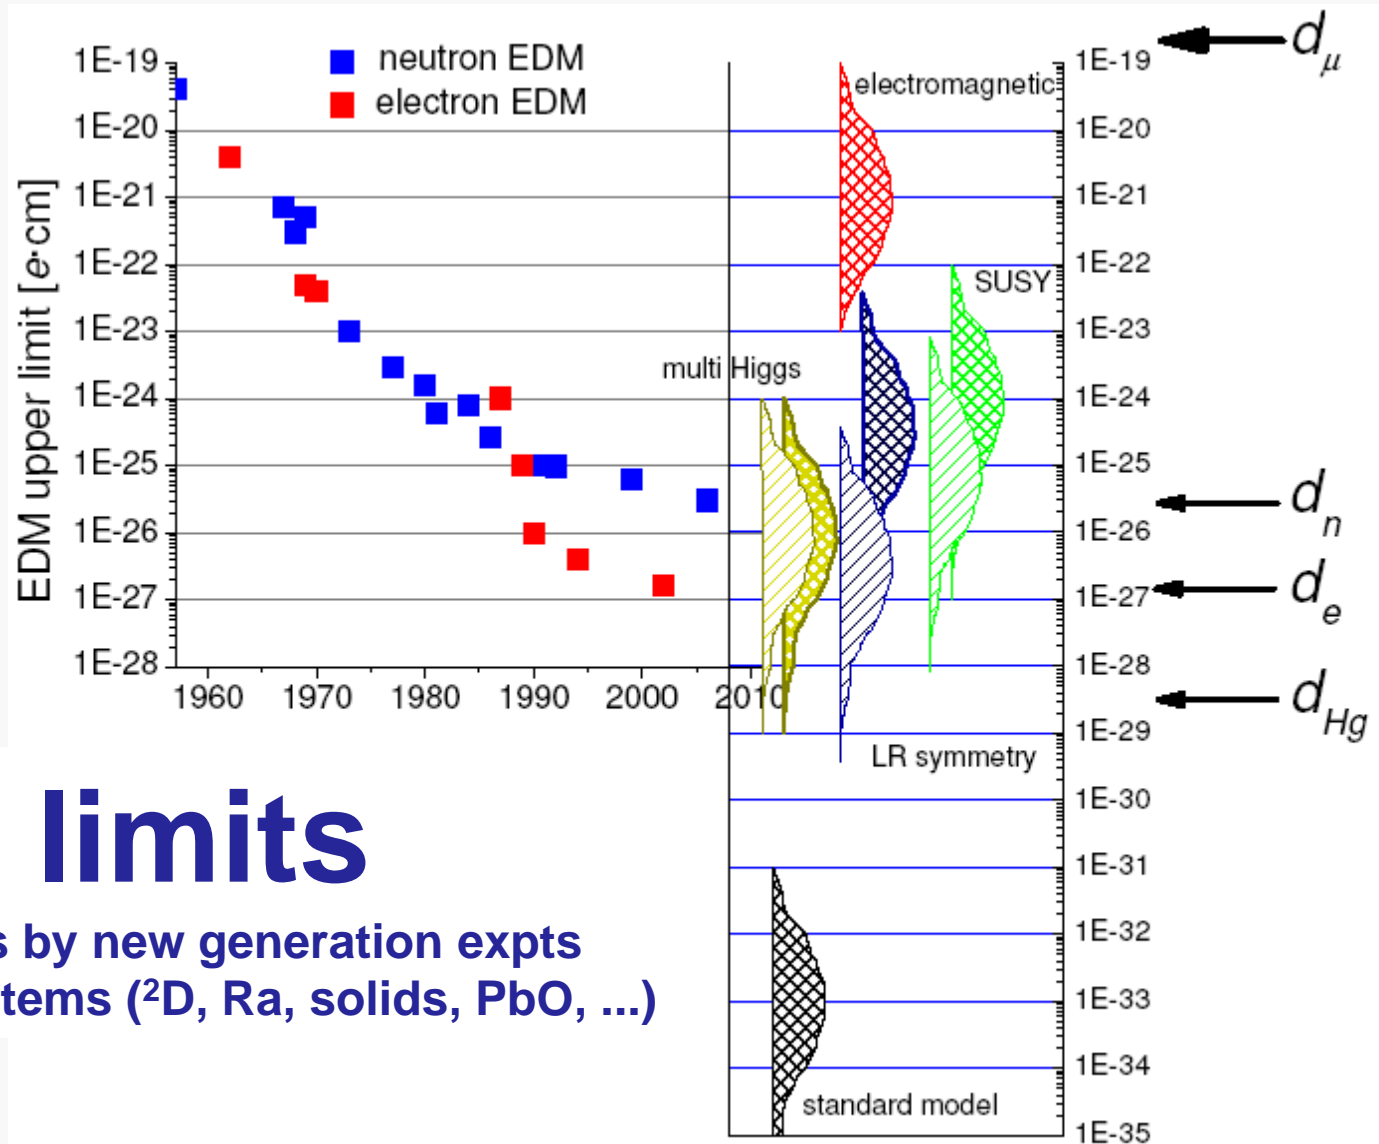 neutron EDM
electron EDM
EDM upper limit [e·cm]
1E-19
1E-20
1E-21
1E-22
1E-23
1E-24
1E-25
1E-26
1E-27
1E-28
1960 1970 1980 1990 2000 2010
electromagnetic
SUSY
multi Higgs
LR symmetry
standard model
1E-19
1E-20
1E-21
1E-22
1E-23
1E-24
1E-25
1E-26
1E-27
1E-28
1E-29
1E-30
1E-31
1E-32
1E-33
1E-34
1E-35
dμ
dn
de
dHg
limits
s by new generation expts
tems (²D, Ra, solids, PbO, ...)